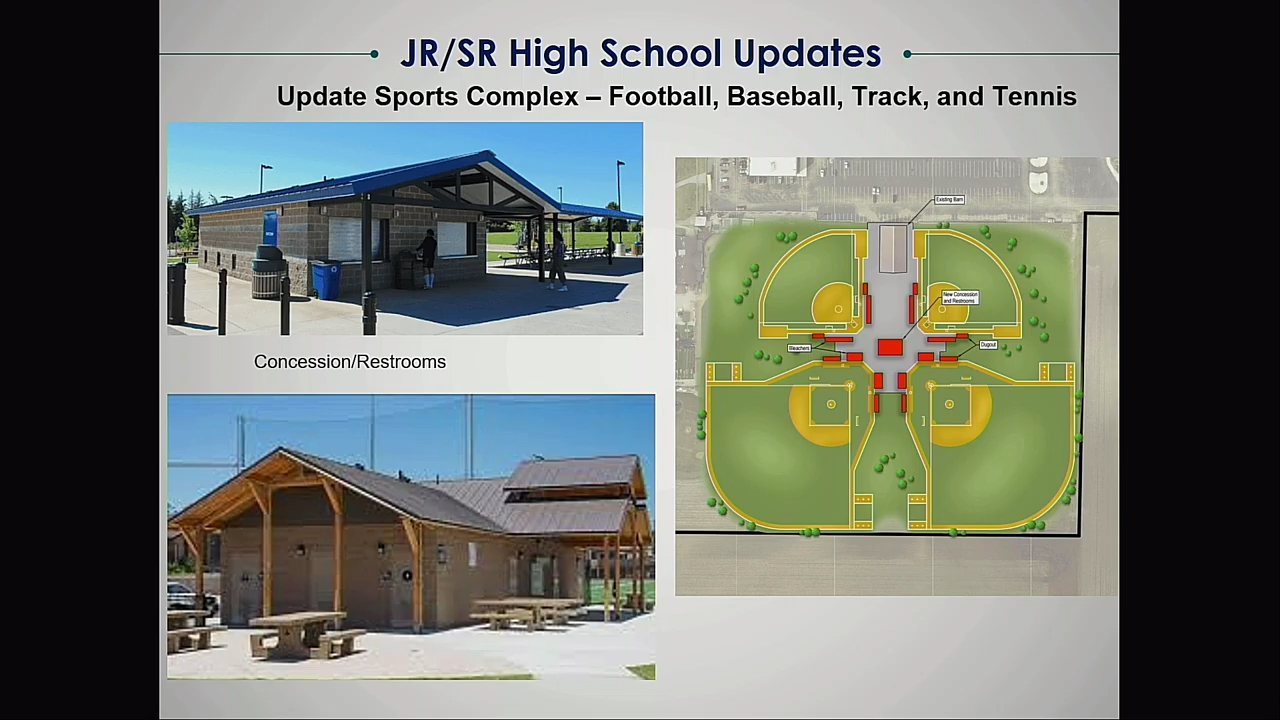 JR/SR High School Updates
Update Sports Complex – Football, Baseball, Track, and Tennis
Concession/Restrooms
Existing Barn
New Concession
and Restrooms
Bleachers
Dugout